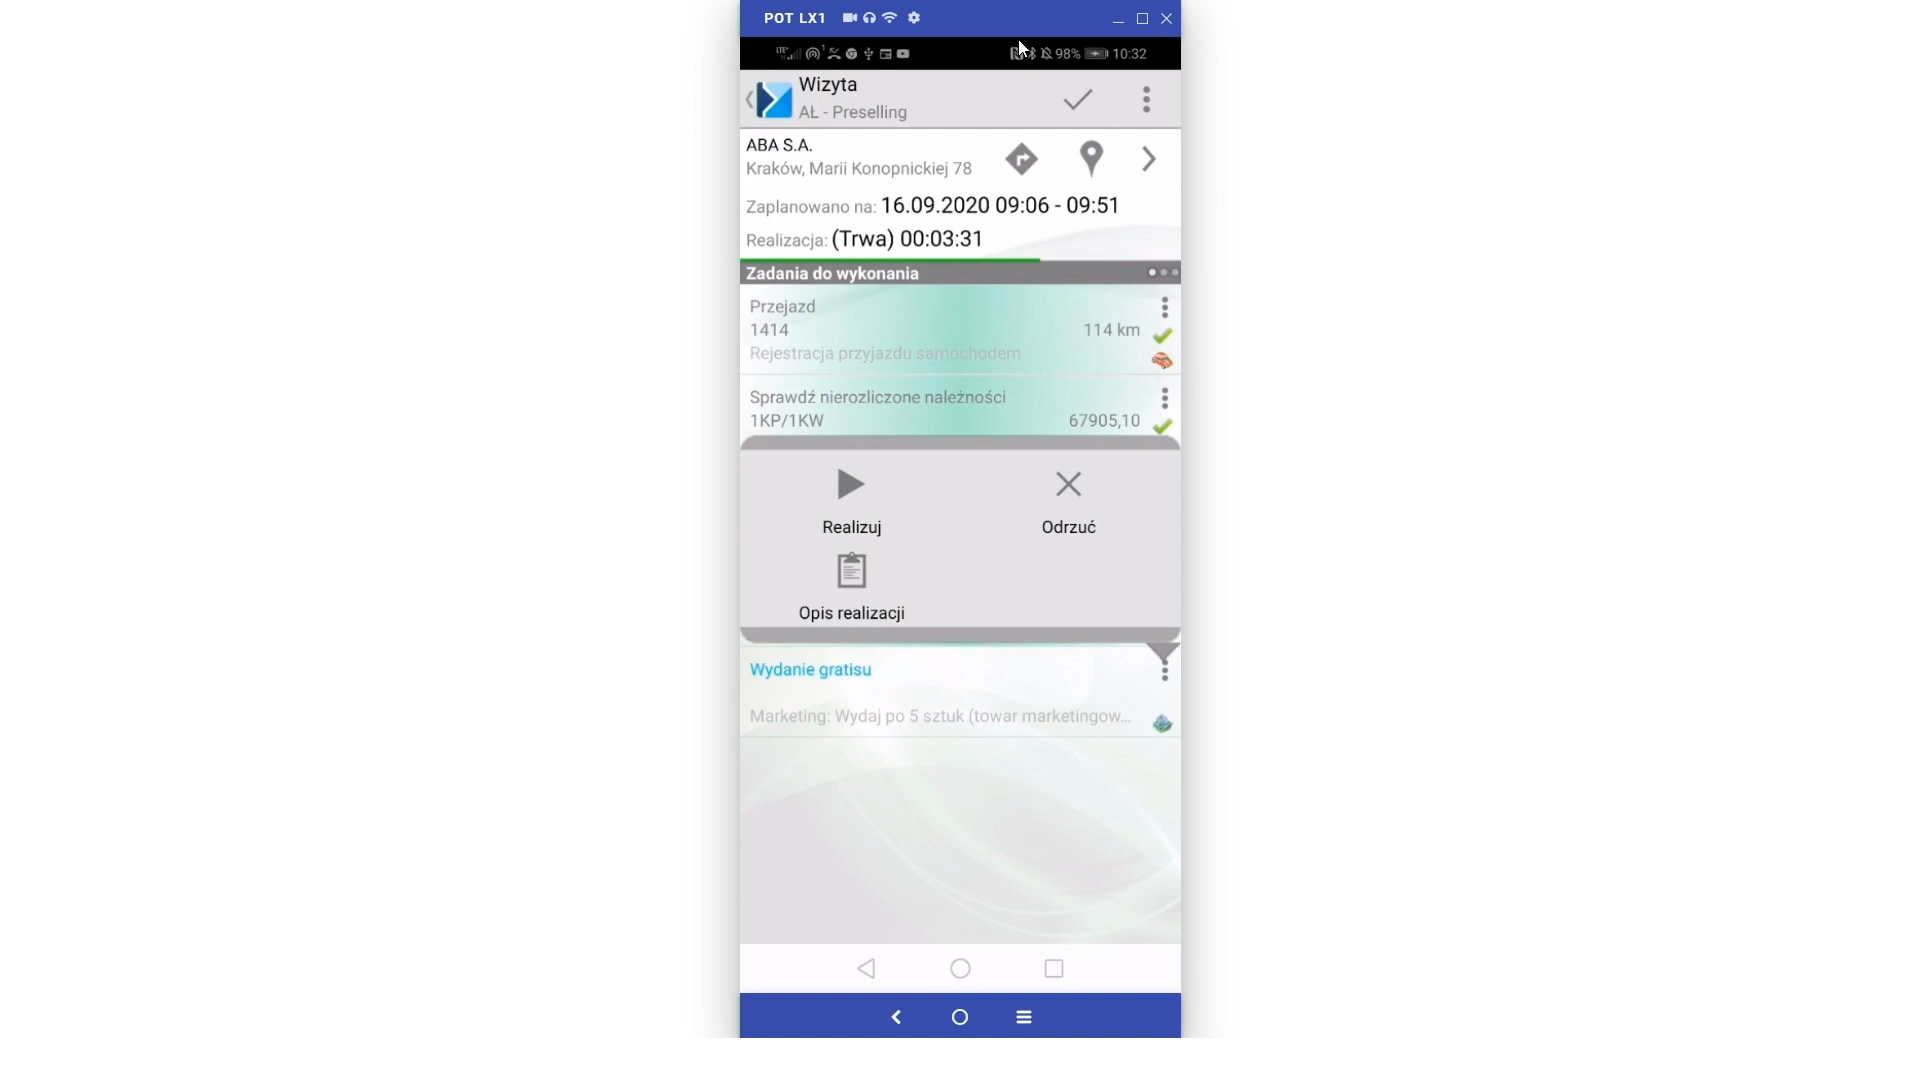 POT LX1
LTE+ 1 98% 10:32
Wizyta
AŁ - Preselling
ABA S.A.
Kraków, Marii Konopnickiej 78
Zaplanowano na: 16.09.2020 09:06 - 09:51
Realizacja: (Trwa) 00:03:31
Zadania do wykonania
Przejazd
1414 114 km
Rejestracja przyjazdu samochodem
Sprawdź nierozliczone należności
1KP/1KW 67905,10
Realizuj Odrzuć
Opis realizacji
Wydanie gratisu
Marketing: Wydaj po 5 sztuk (towar marketingow...